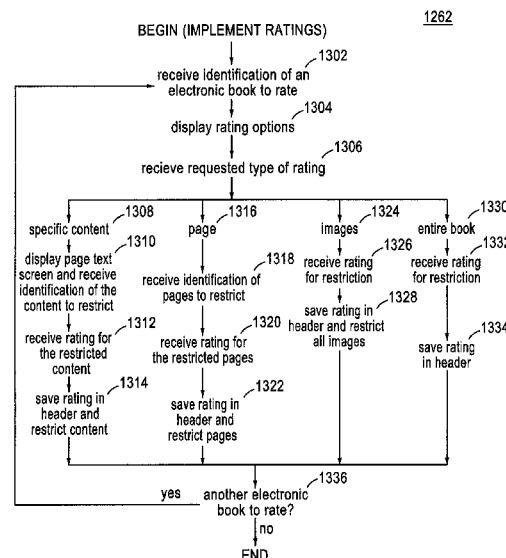 1262
BEGIN (IMPLEMENT RATINGS)
1302
receive identification of an
electronic book to rate
1304
display rating options
1306
recieve requested type of rating
1308
specific content
1310
display page text
screen and receive
identification of the
content to restrict
1312
receive rating for
the restricted
content
1314
save rating in
header and
restrict content
1316
page
1318
receive identification of
pages to restrict
1320
receive rating for
the restricted pages
1322
save rating in
header and
restrict pages
1324
images
1326
receive rating
for restriction
1328
save rating in
header and restrict
all images
1330
entire book
1332
receive rating
for restriction
1334
save rating
in header
1336
another electronic
book to rate?
yes
no
END